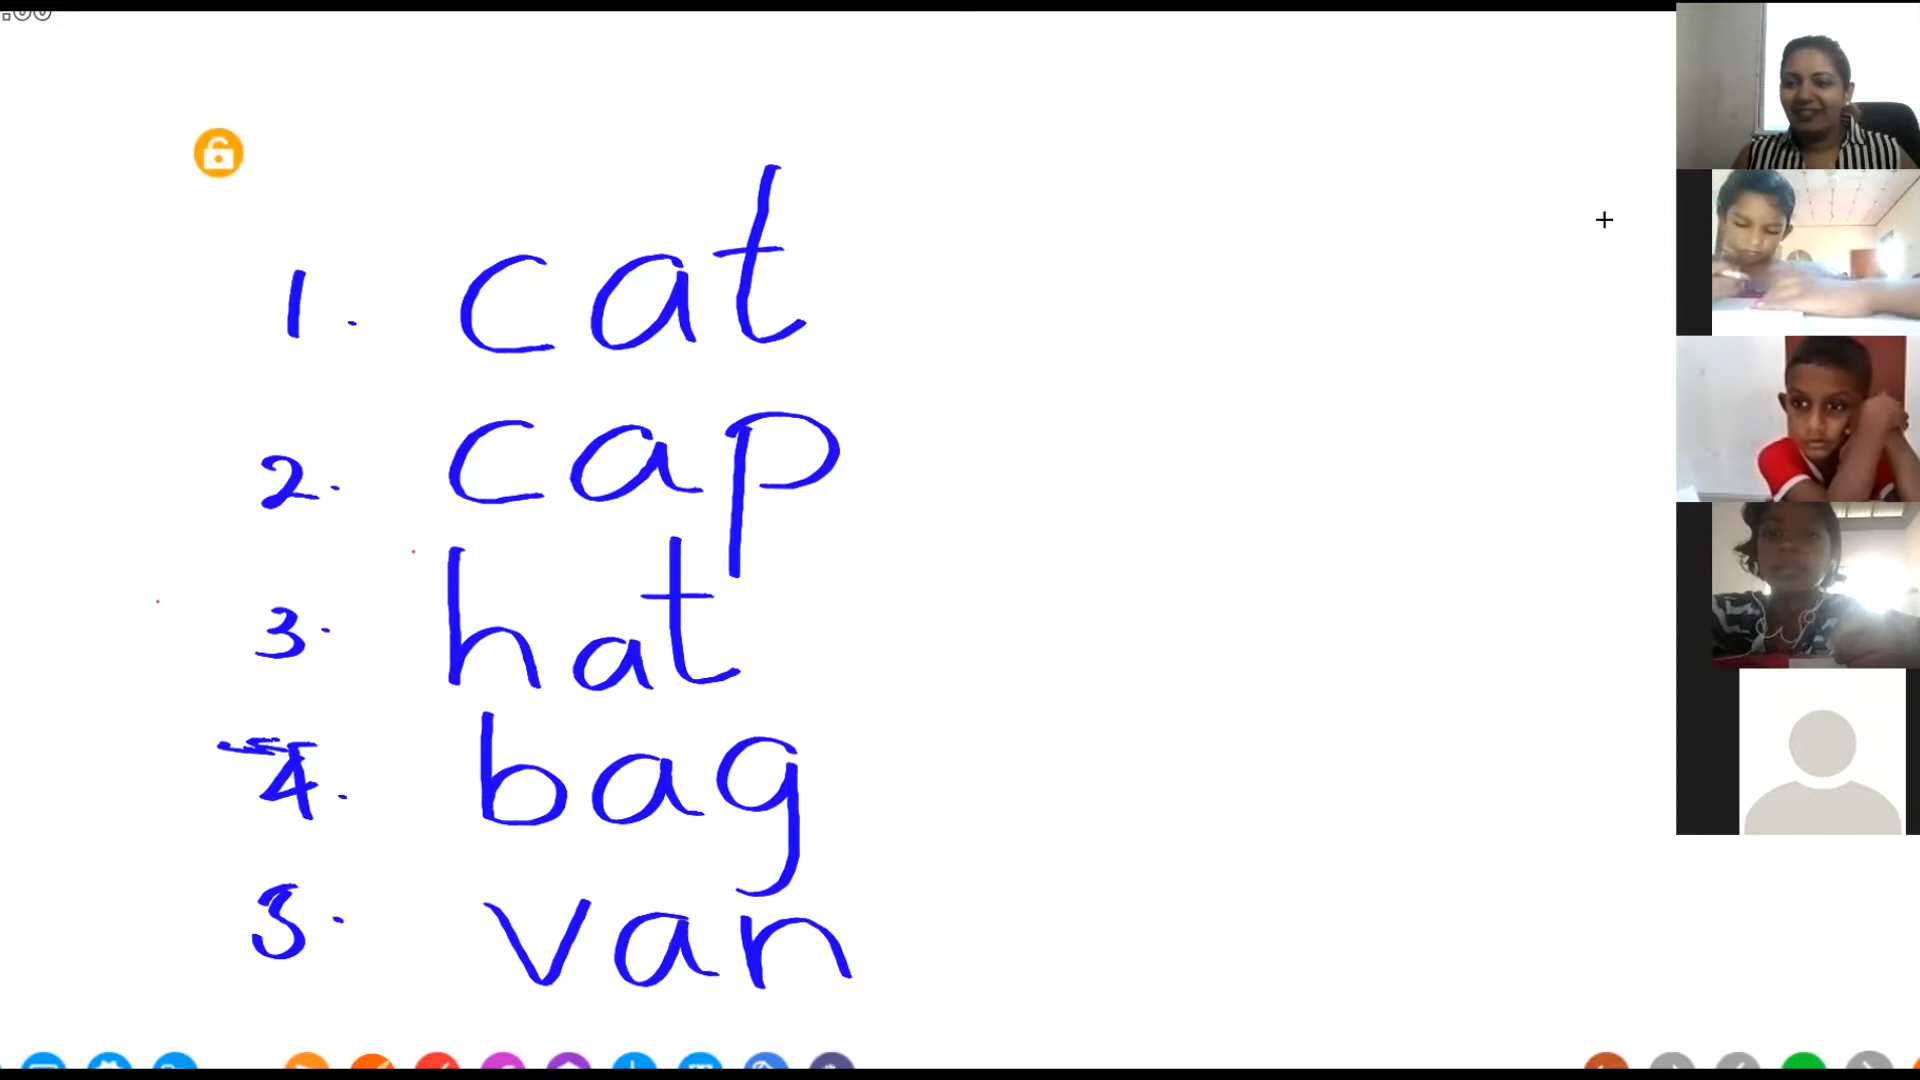 1. cat
2. cap
3. hat
4. bag
5. van